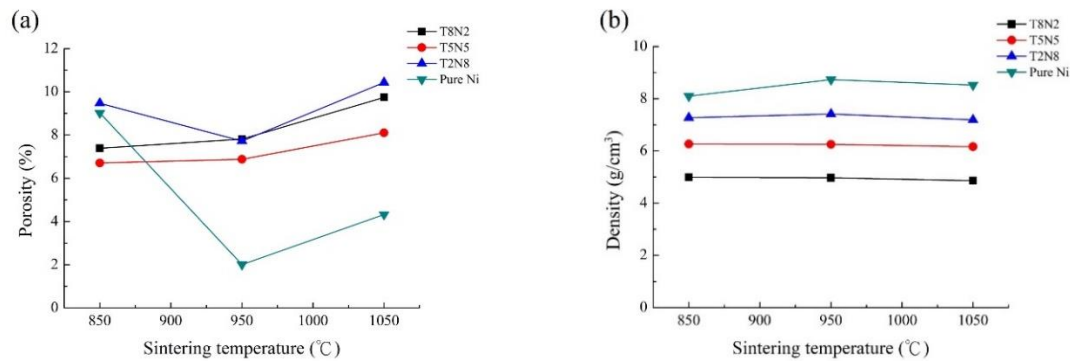 (a)
T8N2
T5N5
T2N8
Pure Ni
12
10
8
6
4
2
0
Porosity (%)
850 900 950 1000 1050
Sintering temperature (℃)
(b)
T8N2
T5N5
T2N8
Pure Ni
10
8
6
4
2
0
Density (g/cm³)
850 900 950 1000 1050
Sintering temperature (℃)